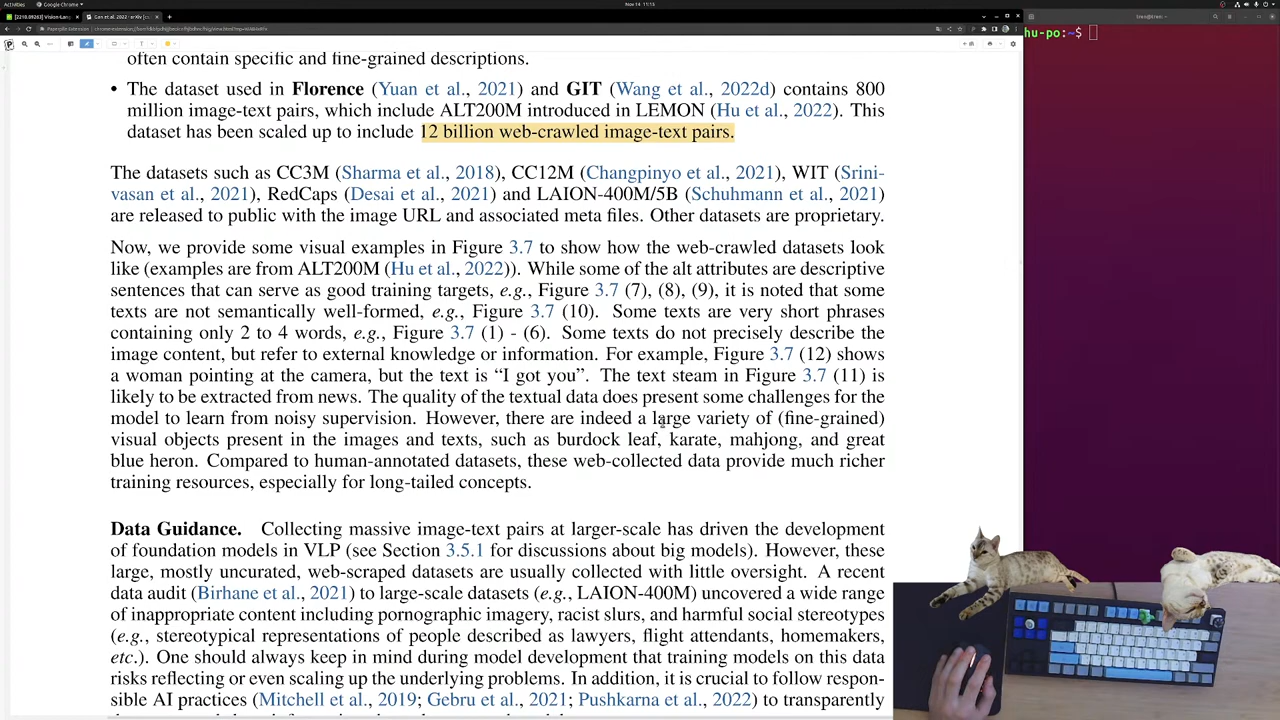 Activities
Google Chrome
Nov 14 11:15
[2210.09263] Vision-Lang
Gan et al. 2022 - arXiv [cs
Paperpile Extension
hu-po:~$
often contain specific and fine-grained descriptions.
• The dataset used in Florence (Yuan et al., 2021) and GIT (Wang et al., 2022d) contains 800
million image-text pairs, which include ALT200M introduced in LEMON (Hu et al., 2022). This
dataset has been scaled up to include 12 billion web-crawled image-text pairs.
The datasets such as CC3M (Sharma et al., 2018), CC12M (Changpinyo et al., 2021), WIT (Srini-
vasan et al., 2021), RedCaps (Desai et al., 2021) and LAION-400M/5B (Schuhmann et al., 2021)
are released to public with the image URL and associated meta files. Other datasets are proprietary.
Now, we provide some visual examples in Figure 3.7 to show how the web-crawled datasets look
like (examples are from ALT200M (Hu et al., 2022)). While some of the alt attributes are descriptive
sentences that can serve as good training targets, e.g., Figure 3.7 (7), (8), (9), it is noted that some
texts are not semantically well-formed, e.g., Figure 3.7 (10). Some texts are very short phrases
containing only 2 to 4 words, e.g., Figure 3.7 (1) - (6). Some texts do not precisely describe the
image content, but refer to external knowledge or information. For example, Figure 3.7 (12) shows
a woman pointing at the camera, but the text is “I got you”. The text steam in Figure 3.7 (11) is
likely to be extracted from news. The quality of the textual data does present some challenges for the
model to learn from noisy supervision. However, there are indeed a large variety of (fine-grained)
visual objects present in the images and texts, such as burdock leaf, karate, mahjong, and great
blue heron. Compared to human-annotated datasets, these web-collected data provide much richer
training resources, especially for long-tailed concepts.
Data Guidance. Collecting massive image-text pairs at larger-scale has driven the development
of foundation models in VLP (see Section 3.5.1 for discussions about big models). However, these
large, mostly uncurated, web-scraped datasets are usually collected with little oversight. A recent
data audit (Birhane et al., 2021) to large-scale datasets (e.g., LAION-400M) uncovered a wide range
of inappropriate content including pornographic imagery, racist slurs, and harmful social stereotypes
(e.g., stereotypical representations of people described as lawyers, flight attendants, homemakers,
etc.). One should always keep in mind during model development that training models on this data
risks reflecting or even scaling up the underlying problems. In addition, it is crucial to follow respon-
sible AI practices (Mitchell et al., 2019; Gebru et al., 2021; Pushkarna et al., 2022) to transparently